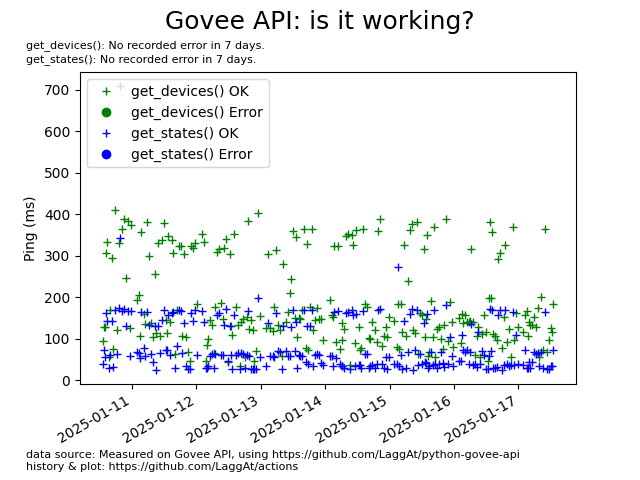 Govee API: is it working?
get_devices(): No recorded error in 7 days.
get_states(): No recorded error in 7 days.
get_devices() OK
get_devices() Error
get_states() OK
get_states() Error
Ping (ms)
700
600
500
400
300
200
100
0
2025-01-11
2025-01-12
2025-01-13
2025-01-14
2025-01-15
2025-01-16
2025-01-17
data source: Measured on Govee API, using https://github.com/LaggAt/python-govee-api
history & plot: https://github.com/LaggAt/actions